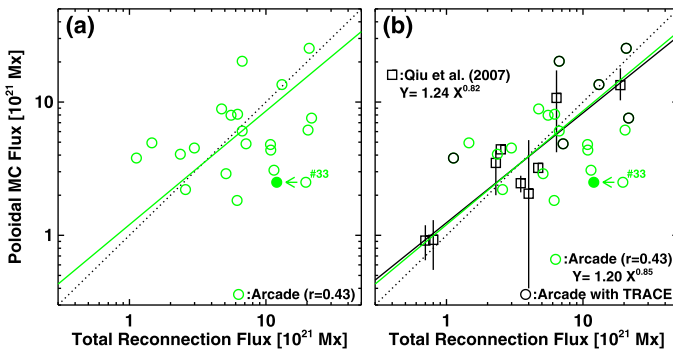 (a)
(b)
Poloidal MC Flux [10²¹ Mx]
10
1
#33
○:Arcade (r=0.43)
1
10
Total Reconnection Flux [10²¹ Mx]
□:Qiu et al. (2007)
Y= 1.24 X⁰·⁸²
#33
○:Arcade (r=0.43)
Y= 1.20 X⁰·⁸⁵
○:Arcade with TRACE
1
10
Total Reconnection Flux [10²¹ Mx]